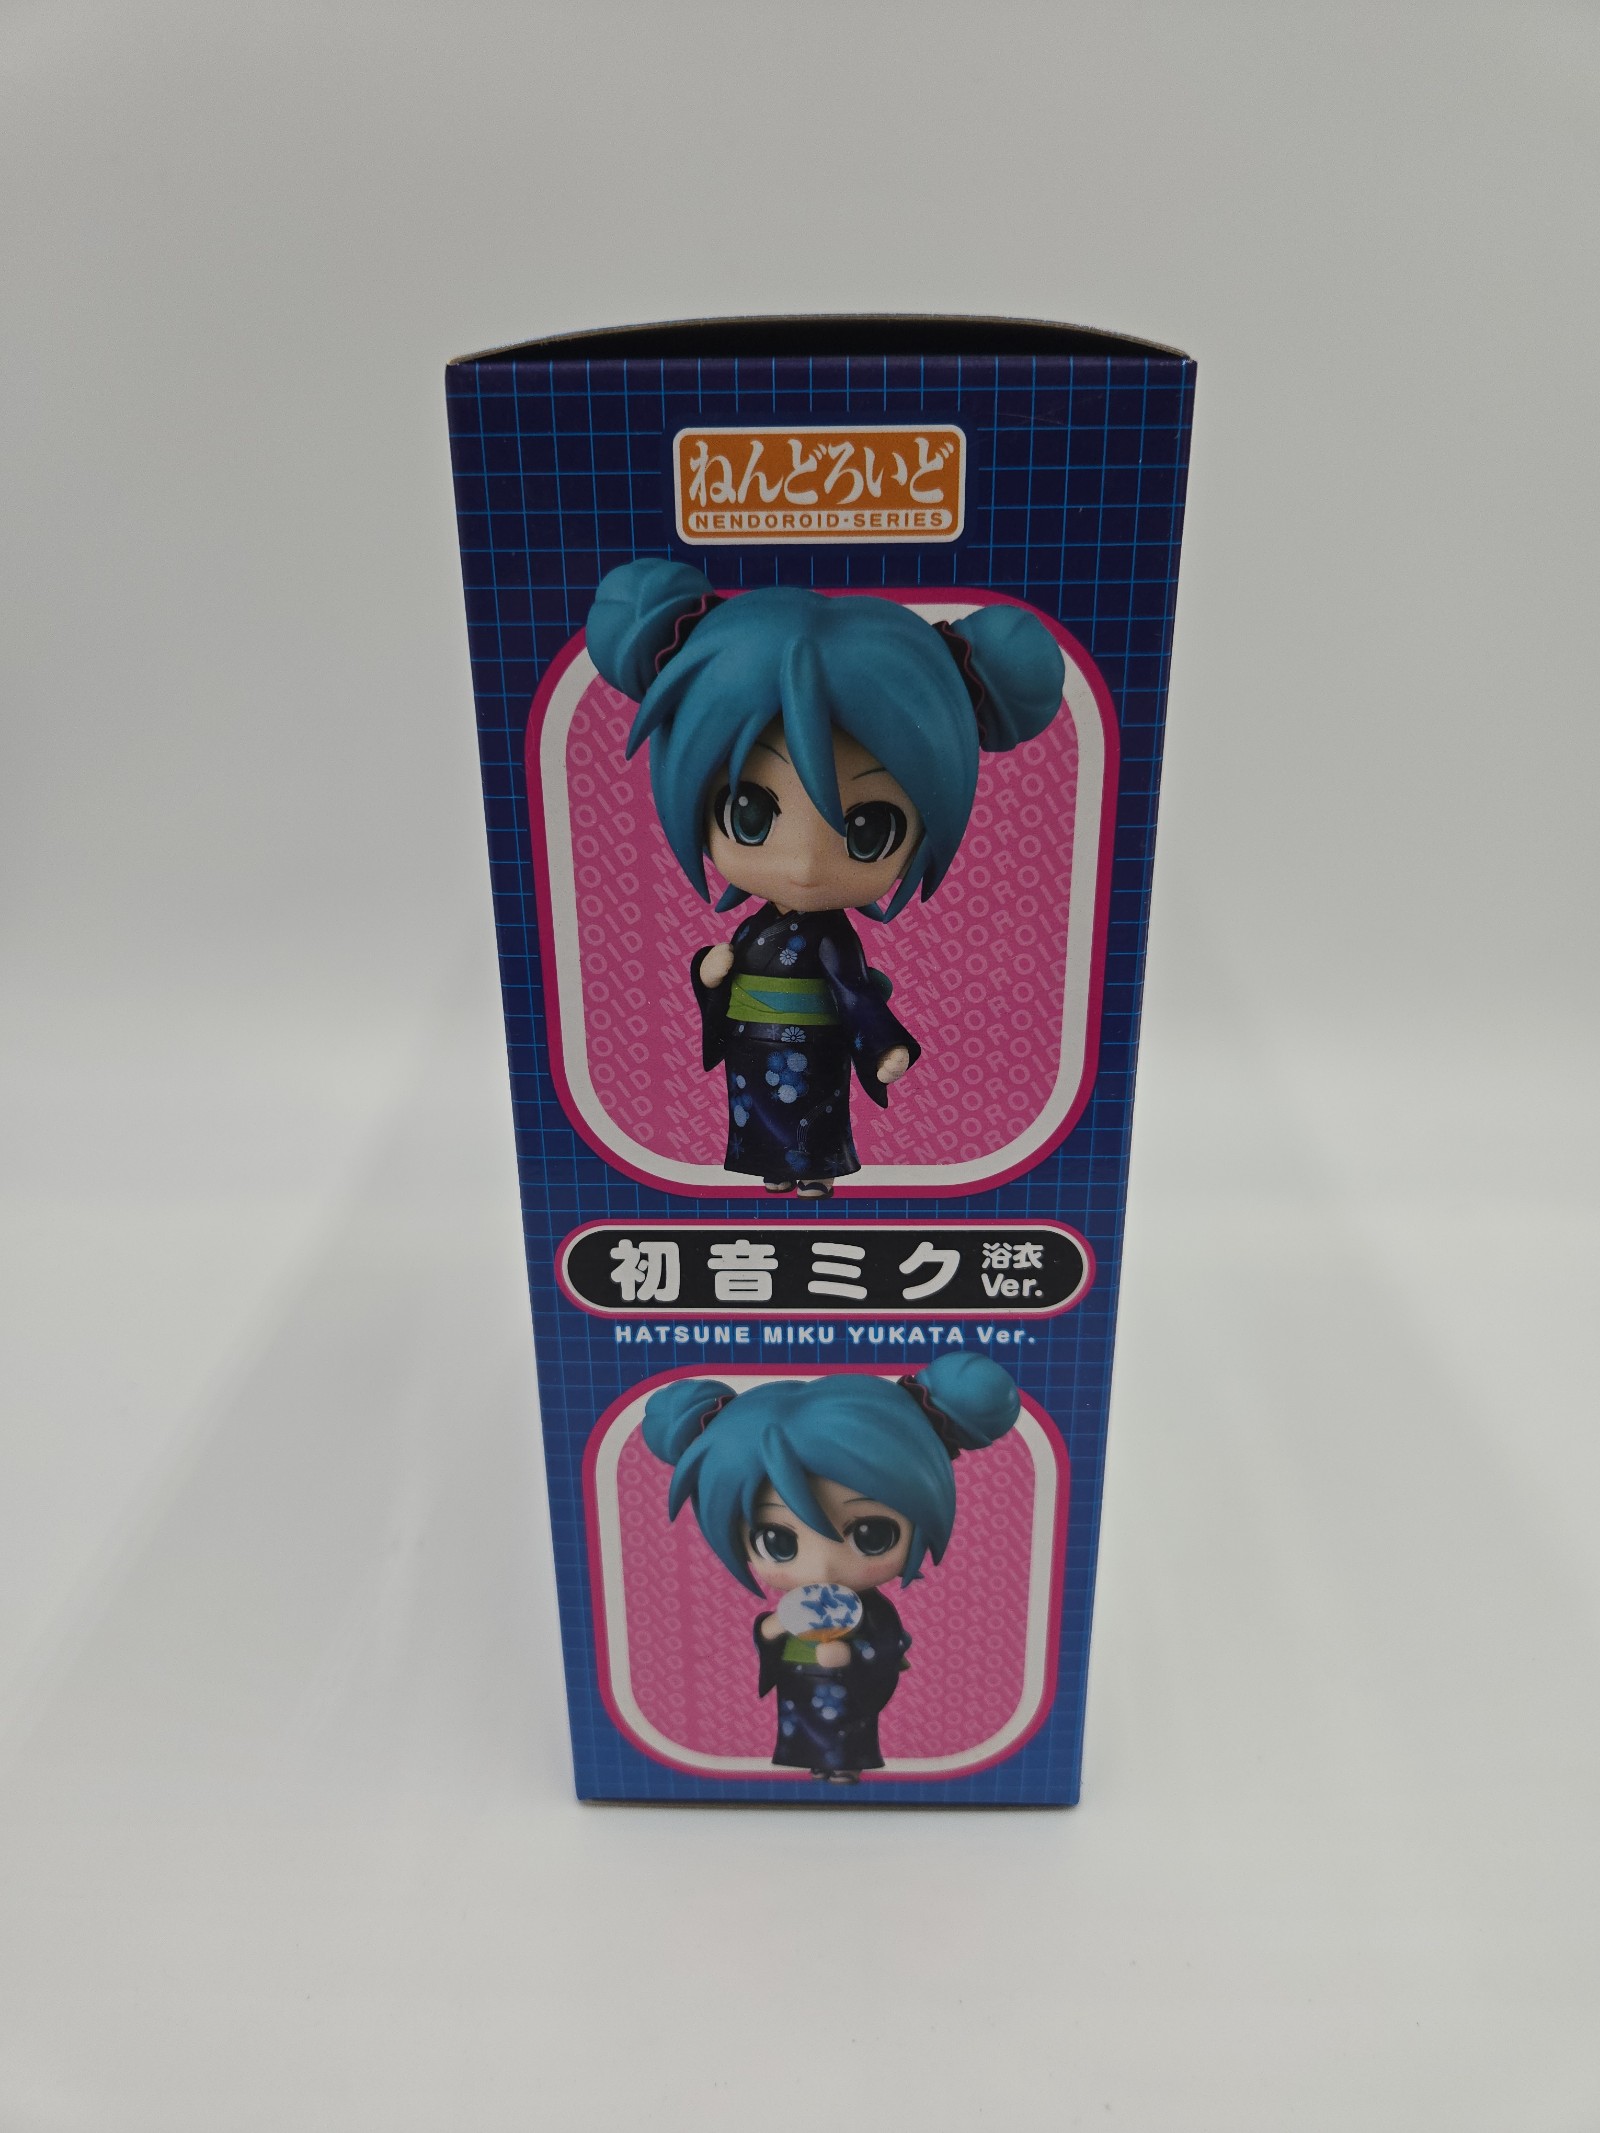 ねんどろいど
NENDOROID·SERIES
初音ミク 浴衣 Ver.
HATSUNE MIKU YUKATA Ver.